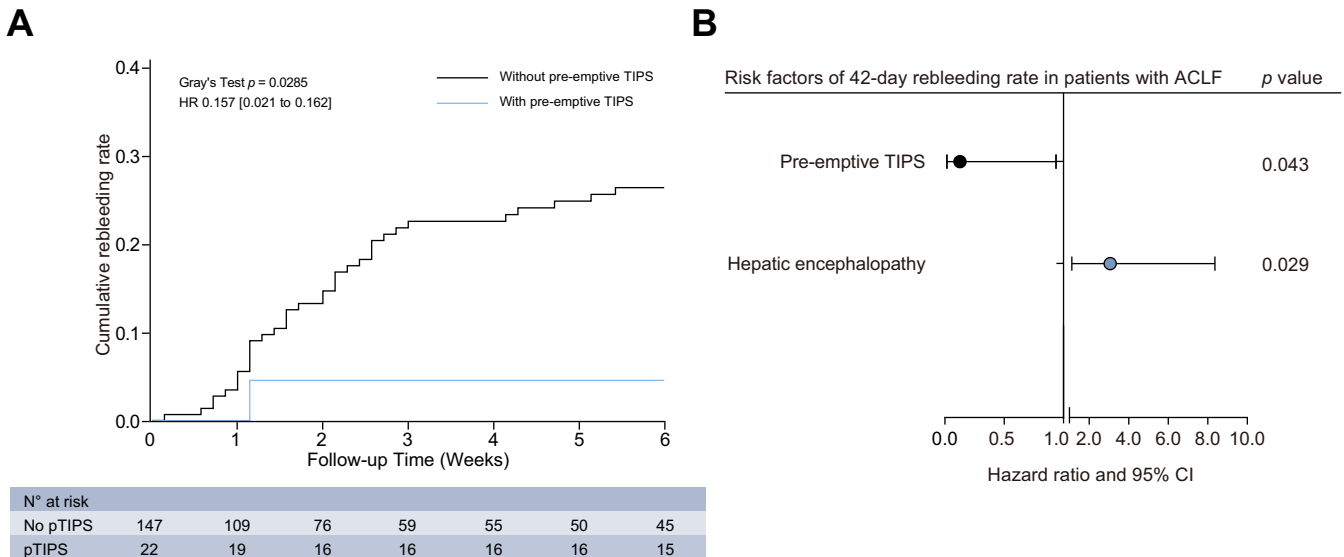 A
Gray's Test p = 0.0285
HR 0.157 [0.021 to 0.162]
Without pre-emptive TIPS
With pre-emptive TIPS
Cumulative rebleeding rate
0.4
0.3
0.2
0.1
0.0
0 1 2 3 4 5 6
Follow-up Time (Weeks)
N° at risk
No pTIPS 147 109 76 59 55 50 45
pTIPS 22 19 16 16 16 16 15
B
Risk factors of 42-day rebleeding rate in patients with ACLF p value
Pre-emptive TIPS 0.043
Hepatic encephalopathy 0.029
0.0 0.5 1.0 2.0 4.0 6.0 8.0 10.0
Hazard ratio and 95% CI